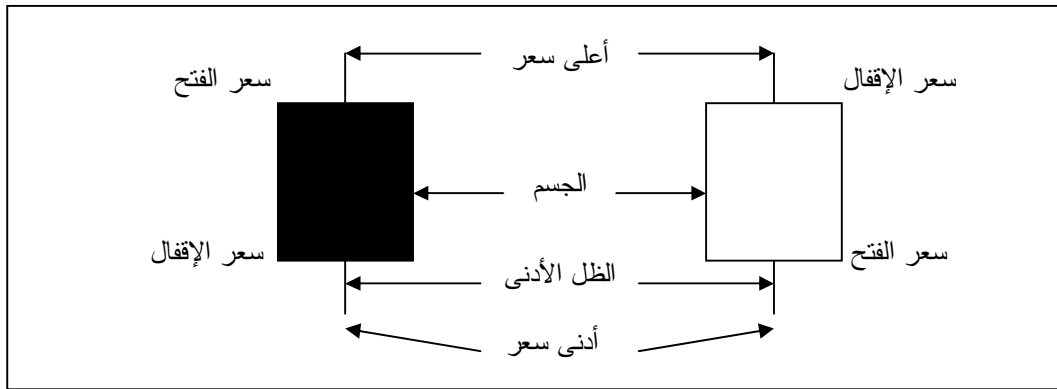 أعلى سعر
سعر الإقفال
سعر الفتح
الجسم
سعر الفتح
سعر الإقفال
الظل الأدنى
أدنى سعر